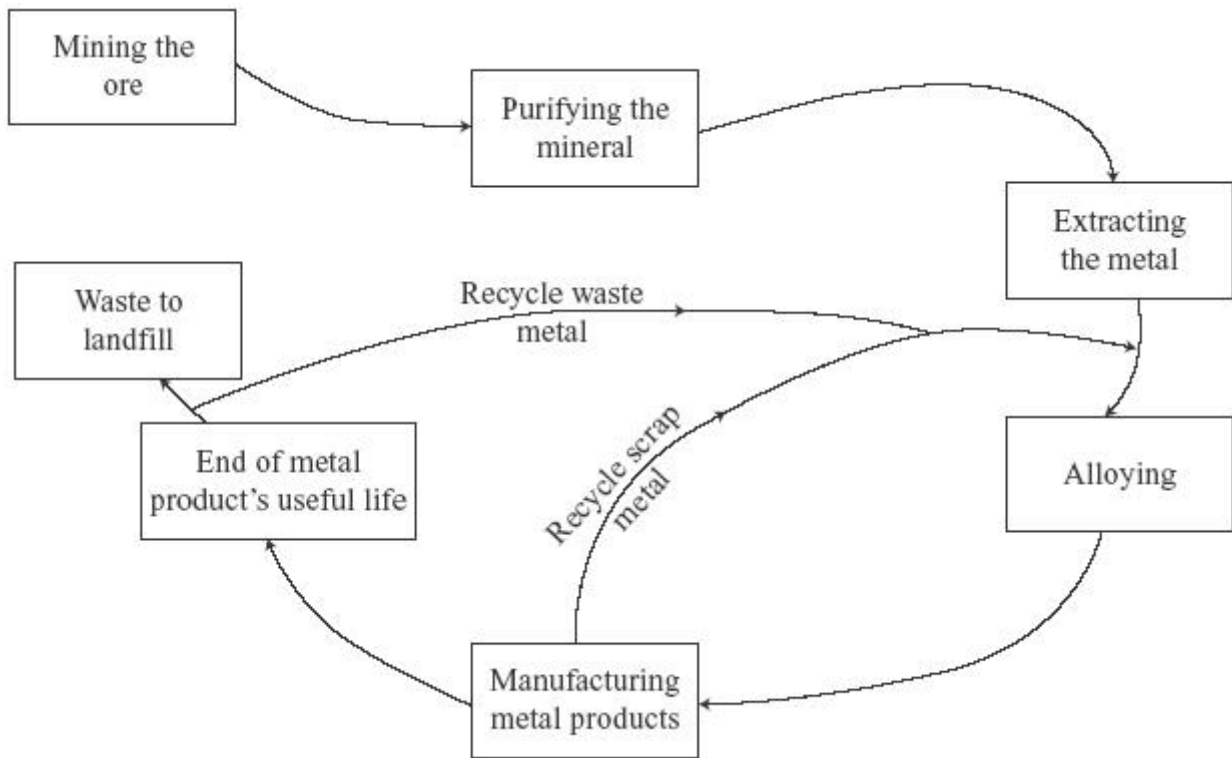 Mining the
ore
Purifying the
mineral
Extracting
the metal
Waste to
landfill
Recycle waste
metal
End of metal
product’s useful life
Recycle scrap
metal
Alloying
Manufacturing
metal products